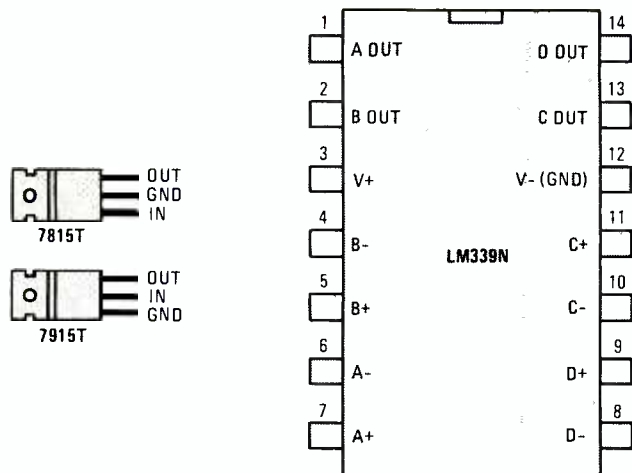 OUT
GND
IN
7815T
OUT
IN
GND
7915T
1
A OUT
2
B OUT
3
V+
4
B-
5
B+
6
A-
7
A+
LM339N
14
D OUT
13
C OUT
12
V- (GND)
11
C+
10
C-
9
D+
8
D-